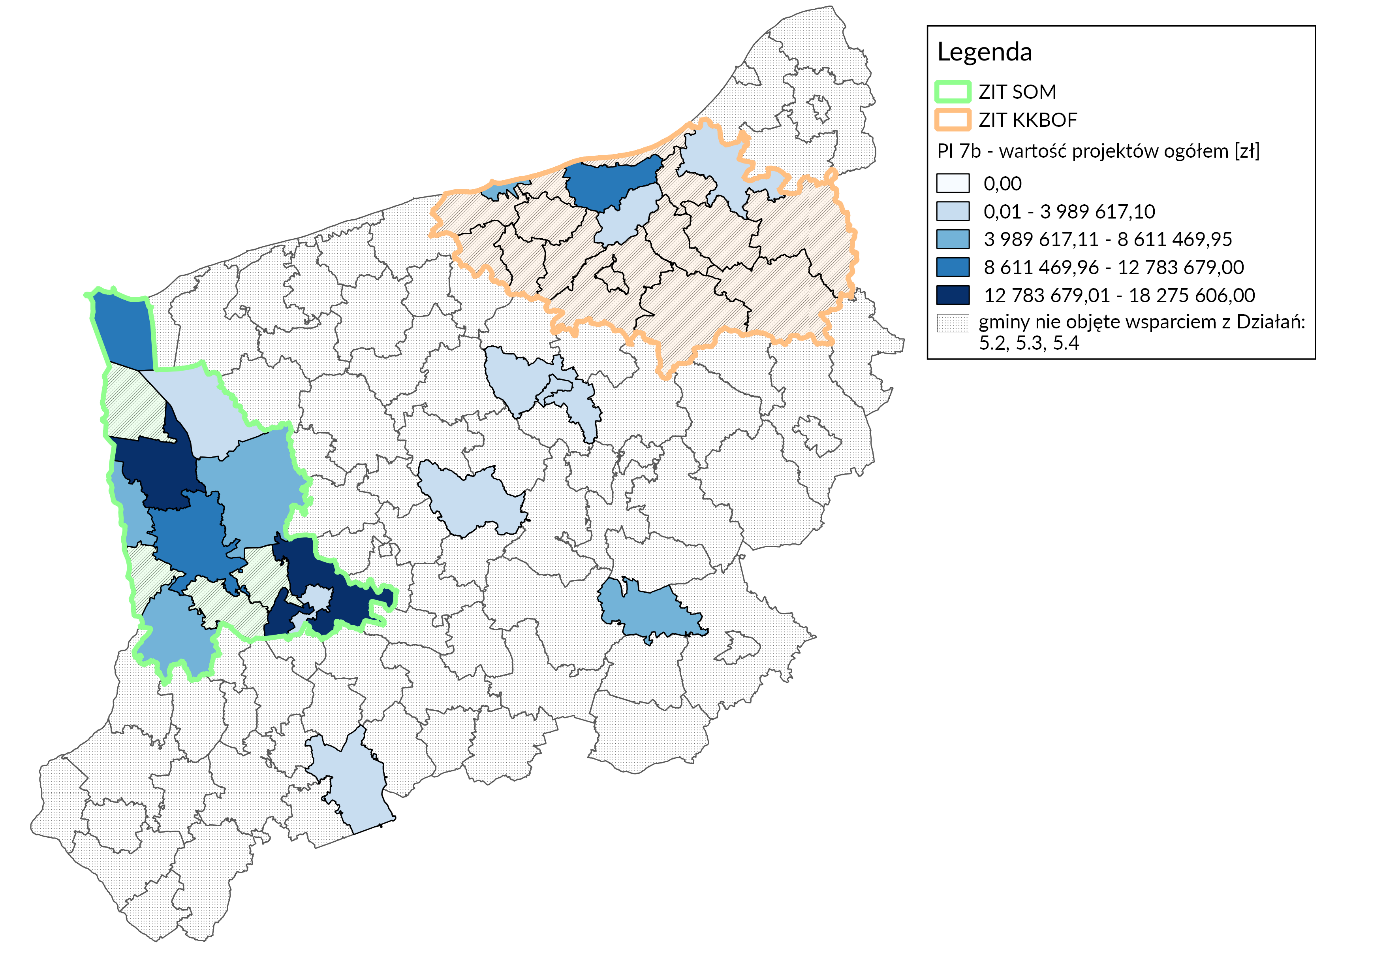 Legenda
ZIT SOM
ZIT KKBOF
PI 7b - wartość projektów ogółem [zł]
0,00
0,01 - 3 989 617,10
3 989 617,11 - 8 611 469,95
8 611 469,96 - 12 783 679,00
12 783 679,01 - 18 275 606,00
gminy nie objęte wsparciem z Działań:
5.2, 5.3, 5.4